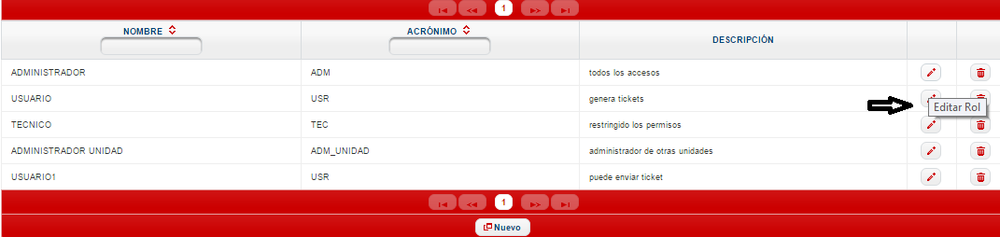 1
NOMBRE ACRÓNIMO DESCRIPCIÓN
ADMINISTRADOR ADM todos los accesos
USUARIO USR genera tickets
Editar Rol
TECNICO TEC restringido los permisos
ADMINISTRADOR UNIDAD ADM_UNIDAD administrador de otras unidades
USUARIO1 USR puede enviar ticket
1
Nuevo